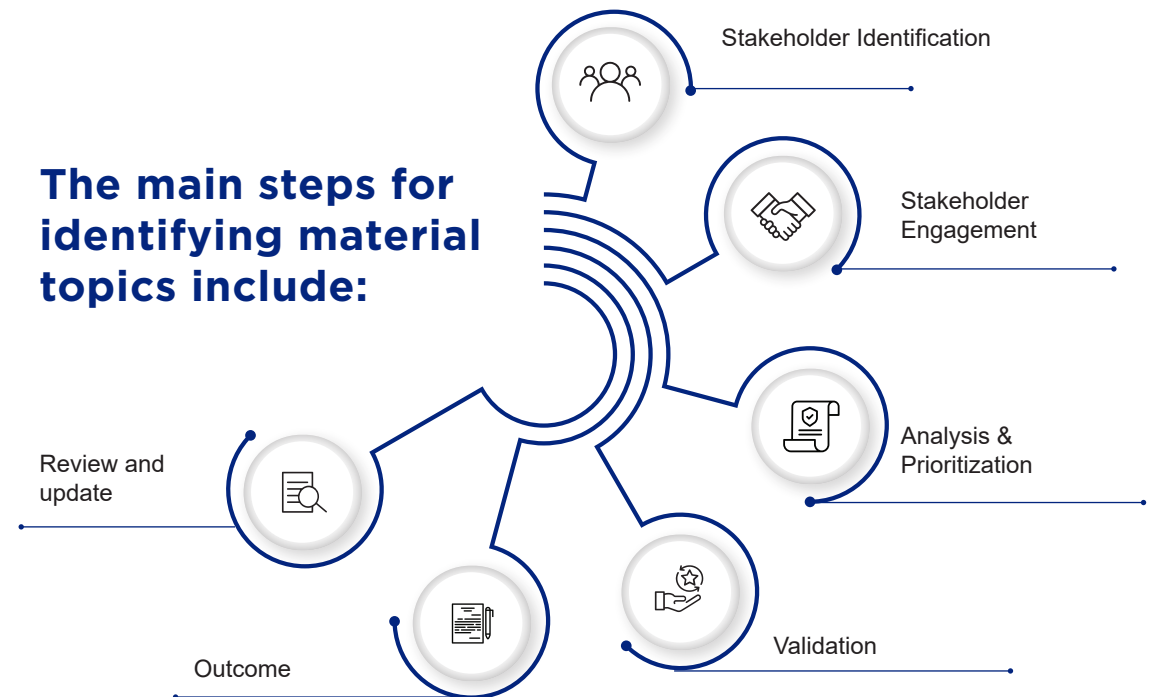 The main steps for
identifying material
topics include:
Stakeholder Identification
Stakeholder
Engagement
Analysis &
Prioritization
Validation
Outcome
Review and
update